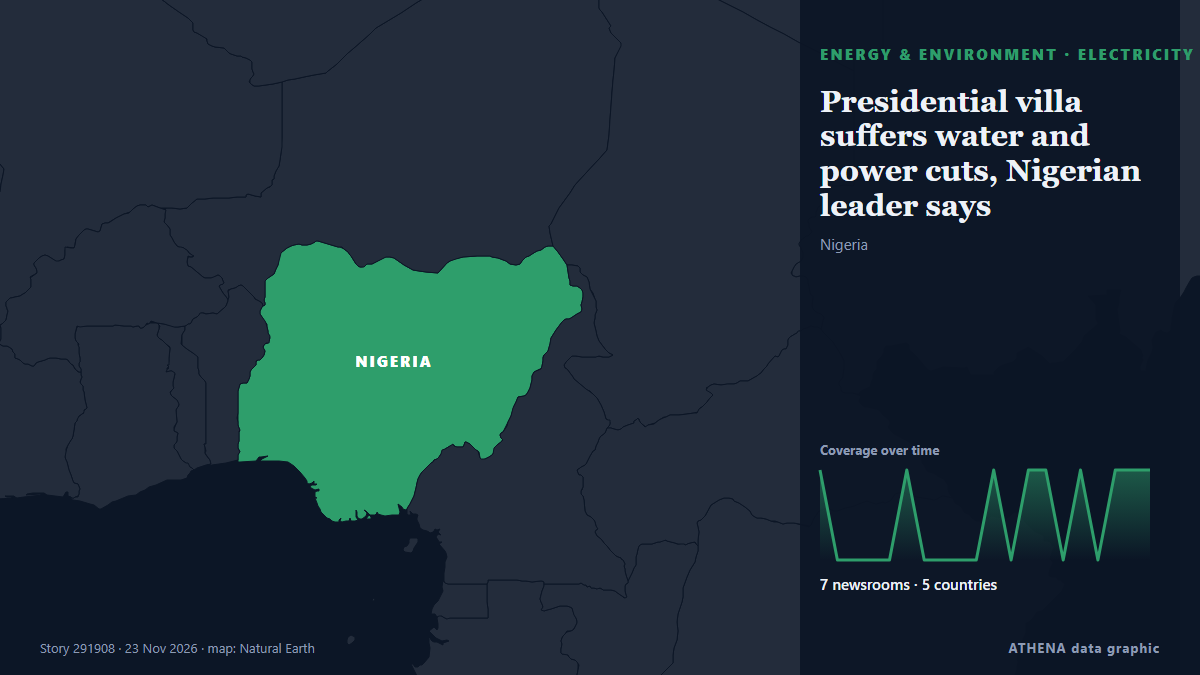 ENERGY & ENVIRONMENT · ELECTRICITY
Presidential villa
suffers water and
power cuts, Nigerian
leader says
Nigeria
NIGERIA
Coverage over time
7 newsrooms · 5 countries
Story 291908 · 23 Nov 2026 · map: Natural Earth
ATHENA data graphic